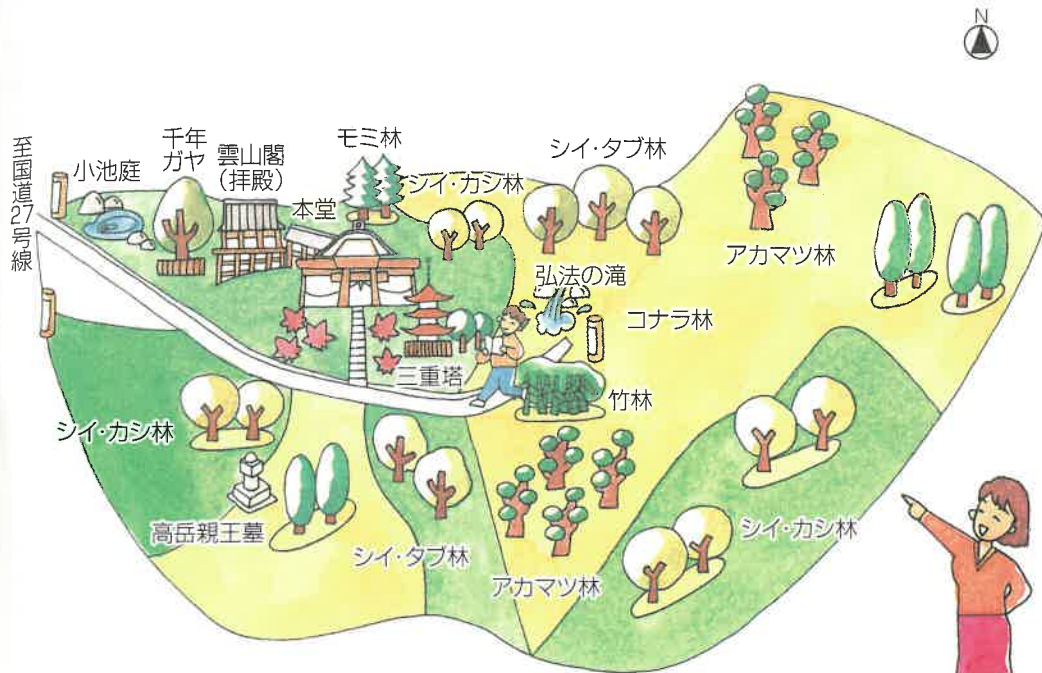 N
至国道27号線
小池庭
千年
ガヤ
雲山閣
(拝殿)
本堂
モミ林
シイ・カシ林
シイ・タブ林
アカマツ林
弘法の滝
コナラ林
三重塔
竹林
シイ・カシ林
高岳親王墓
シイ・タブ林
アカマツ林
シイ・カシ林